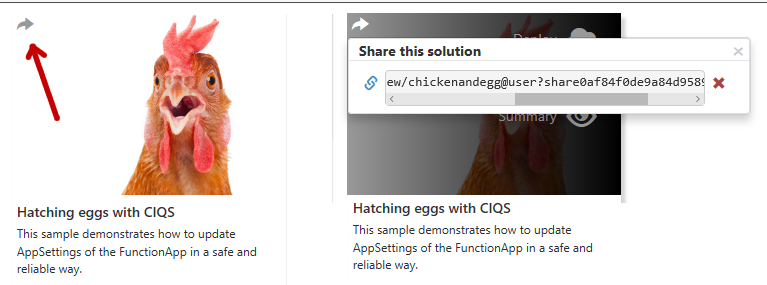 Hatching eggs with CIQS
This sample demonstrates how to update
AppSettings of the FunctionApp in a safe and
reliable way.
Deploy
Share this solution
ew/chickenandegg@user?share0af84f0de9a84d9589
Summary
Hatching eggs with CIQS
This sample demonstrates how to update
AppSettings of the FunctionApp in a safe and
reliable way.